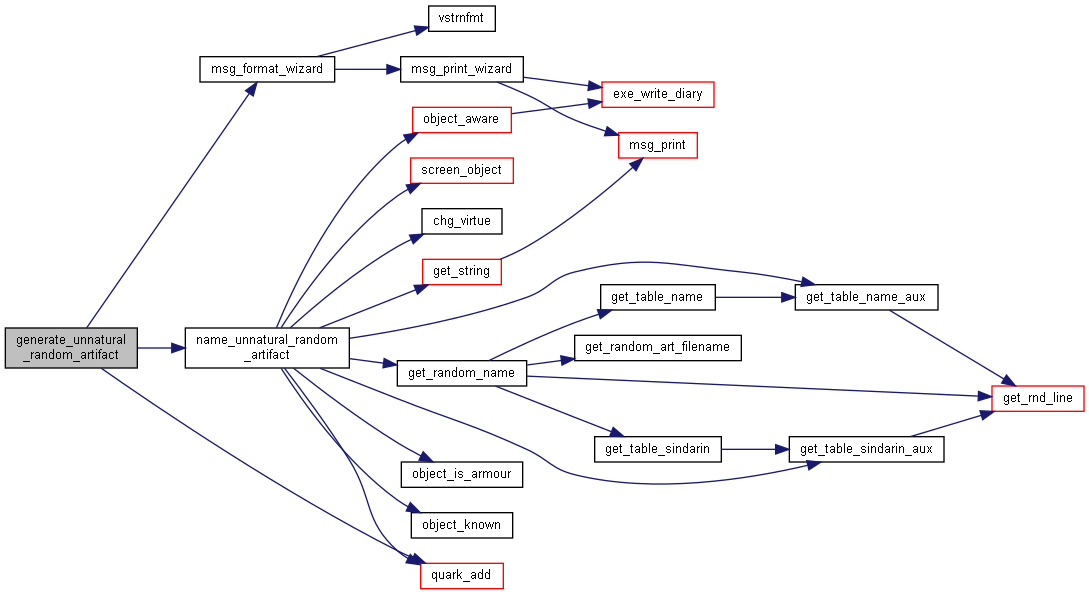 vstrnfmt
msg_format_wizard
msg_print_wizard
exe_write_diary
object_aware
msg_print
screen_object
chg_virtue
get_string
get_table_name
get_table_name_aux
generate_unnatural
_random_artifact
name_unnatural_random
_artifact
get_random_art_filename
get_random_name
get_rnd_line
get_table_sindarin
get_table_sindarin_aux
object_is_armour
object_known
quark_add